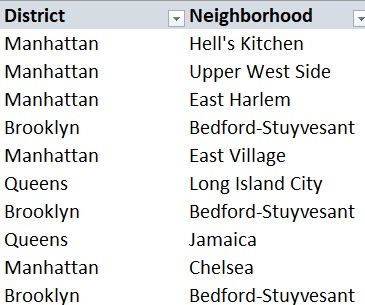 District Neighborhood
Manhattan Hell's Kitchen
Manhattan Upper West Side
Manhattan East Harlem
Brooklyn Bedford-Stuyvesant
Manhattan East Village
Queens Long Island City
Brooklyn Bedford-Stuyvesant
Queens Jamaica
Manhattan Chelsea
Brooklyn Bedford-Stuyvesant